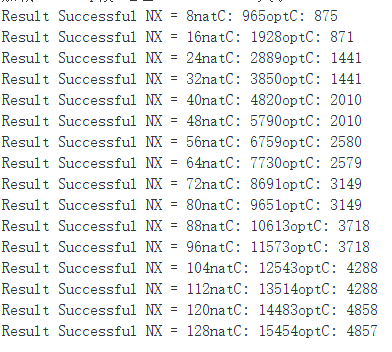 Result Successful NX = 8natC: 965optC: 875
Result Successful NX = 16natC: 1928optC: 871
Result Successful NX = 24natC: 2889optC: 1441
Result Successful NX = 32natC: 3850optC: 1441
Result Successful NX = 40natC: 4820optC: 2010
Result Successful NX = 48natC: 5790optC: 2010
Result Successful NX = 56natC: 6759optC: 2580
Result Successful NX = 64natC: 7730optC: 2579
Result Successful NX = 72natC: 8691optC: 3149
Result Successful NX = 80natC: 9651optC: 3149
Result Successful NX = 88natC: 10613optC: 3718
Result Successful NX = 96natC: 11573optC: 3718
Result Successful NX = 104natC: 12543optC: 4288
Result Successful NX = 112natC: 13514optC: 4288
Result Successful NX = 120natC: 14483optC: 4858
Result Successful NX = 128natC: 15454optC: 4857